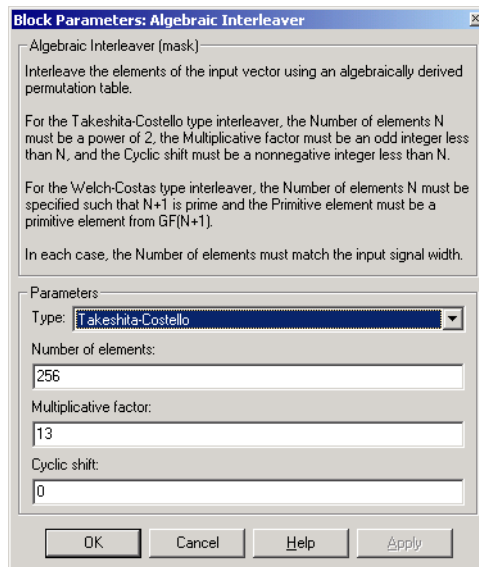 Block Parameters: Algebraic Interleaver
Algebraic Interleaver (mask)
Interleave the elements of the input vector using an algebraically derived
permutation table.
For the Takeshita-Costello type interleaver, the Number of elements N
must be a power of 2, the Multiplicative factor must be an odd integer less
than N, and the Cyclic shift must be a nonnegative integer less than N.
For the Welch-Costas type interleaver, the Number of elements N must be
specified such that N+1 is prime and the Primitive element must be a
primitive element from GF(N+1).
In each case, the Number of elements must match the input signal width.
Parameters
Type: Takeshita-Costello
Number of elements:
256
Multiplicative factor:
13
Cyclic shift:
0
OK Cancel Help Apply